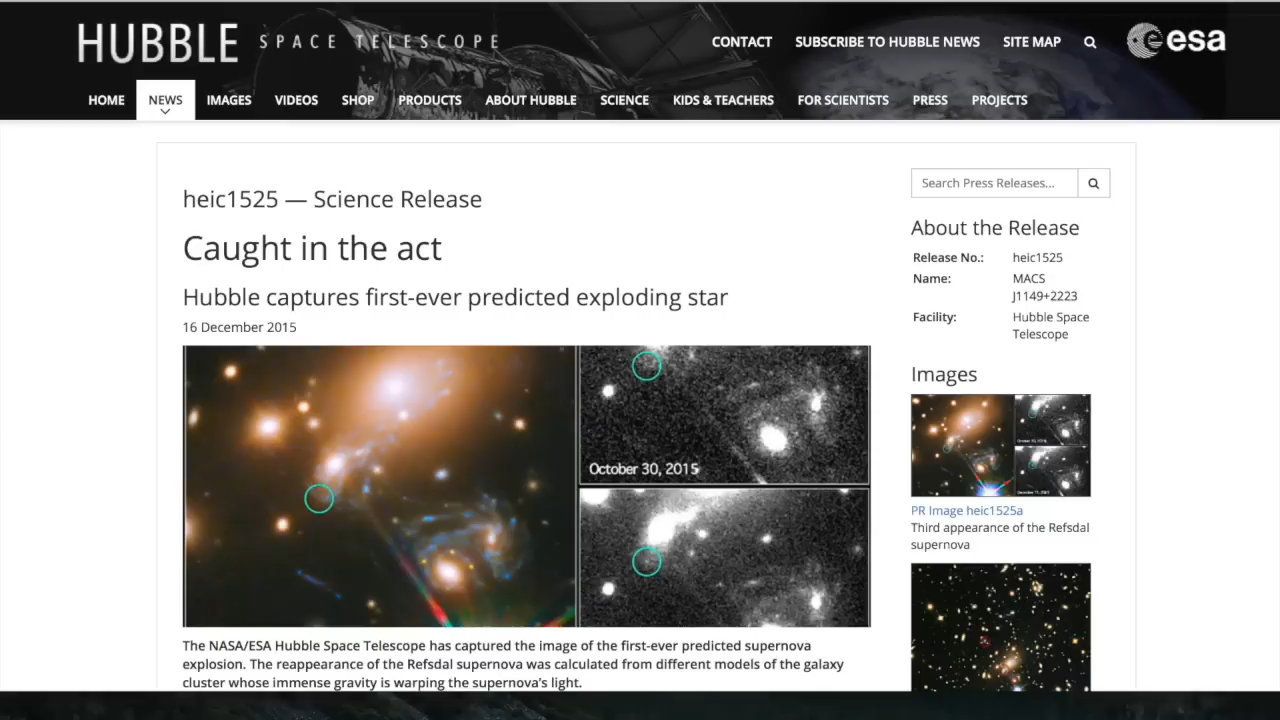 HUBBLE SPACE TELESCOPE
CONTACT SUBSCRIBE TO HUBBLE NEWS SITE MAP
esa
HOME NEWS IMAGES VIDEOS SHOP PRODUCTS ABOUT HUBBLE SCIENCE KIDS & TEACHERS FOR SCIENTISTS PRESS PROJECTS
heic1525 — Science Release
Caught in the act
Hubble captures first-ever predicted exploding star
16 December 2015
October 30, 2015
The NASA/ESA Hubble Space Telescope has captured the image of the first-ever predicted supernova
explosion. The reappearance of the Refsdal supernova was calculated from different models of the galaxy
cluster whose immense gravity is warping the supernova's light.
Search Press Releases...
About the Release
Release No.: heic1525
Name: MACS
J1149+2223
Facility: Hubble Space
Telescope
Images
PR Image heic1525a
Third appearance of the Refsdal
supernova